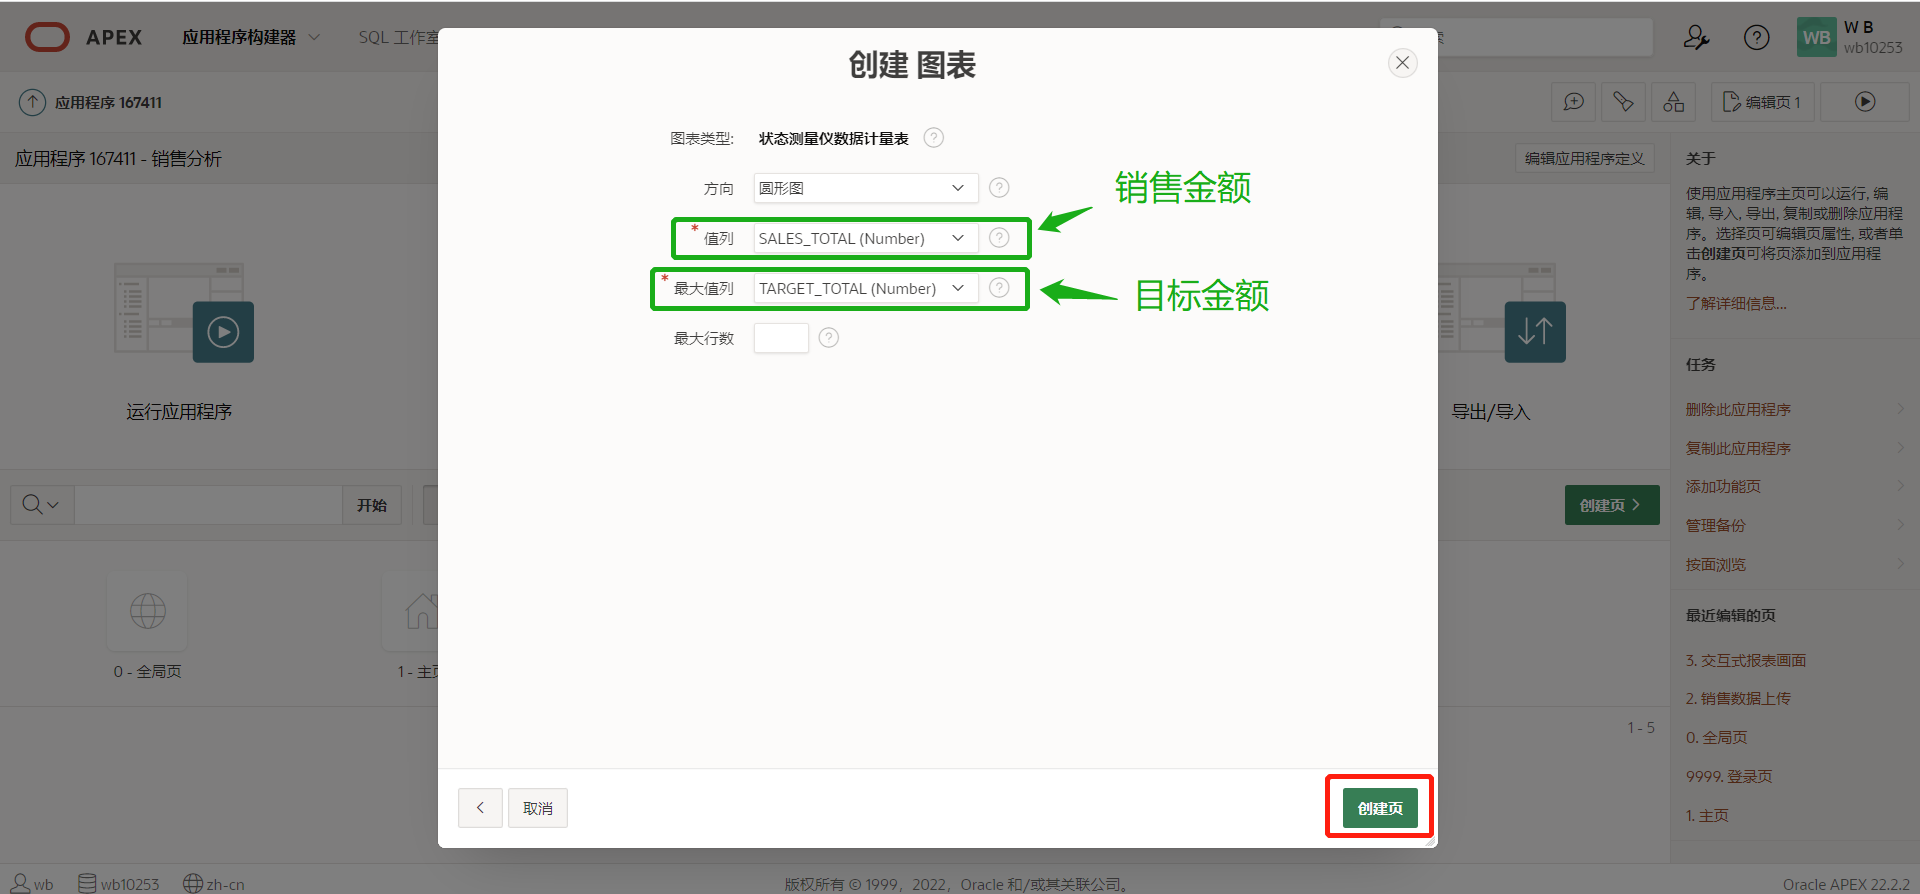 APEX
应用程序构建器
SQL 工作室
索
WB
W B
wb10253
应用程序 167411
编辑页 1
应用程序 167411 - 销售分析
编辑应用程序定义
运行应用程序
导出/导入
开始
创建页
0 - 全局页
1 - 主页
1 - 5
创建 图表
图表类型:
状态测量仪数据计量表
方向
圆形图
* 值列
SALES_TOTAL (Number)
* 最大值列
TARGET_TOTAL (Number)
最大行数
销售金额
目标金额
取消
创建页
关于
使用应用程序主页可以运行, 编
辑, 导入, 导出, 复制或删除应用程
序。选择页可编辑页属性, 或者单
击创建页可将页添加到应用程
序。
了解详细信息...
任务
删除此应用程序
复制此应用程序
添加功能页
管理备份
按面浏览
最近编辑的页
3. 交互式报表画面
2. 销售数据上传
0. 全局页
9999. 登录页
1. 主页
wb
wb10253
zh-cn
版权所有 © 1999，2022，Oracle 和/或其关联公司。
Oracle APEX 22.2.2